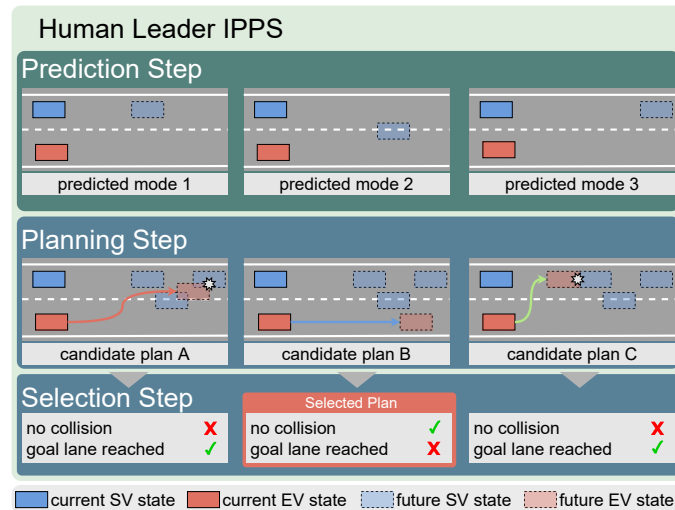 Human Leader IPPS
Prediction Step
predicted mode 1
predicted mode 2
predicted mode 3
Planning Step
candidate plan A
candidate plan B
candidate plan C
Selection Step
no collision ✗
goal lane reached ✓
Selected Plan
no collision ✓
goal lane reached ✗
no collision ✗
goal lane reached ✓
current SV state
current EV state
future SV state
future EV state